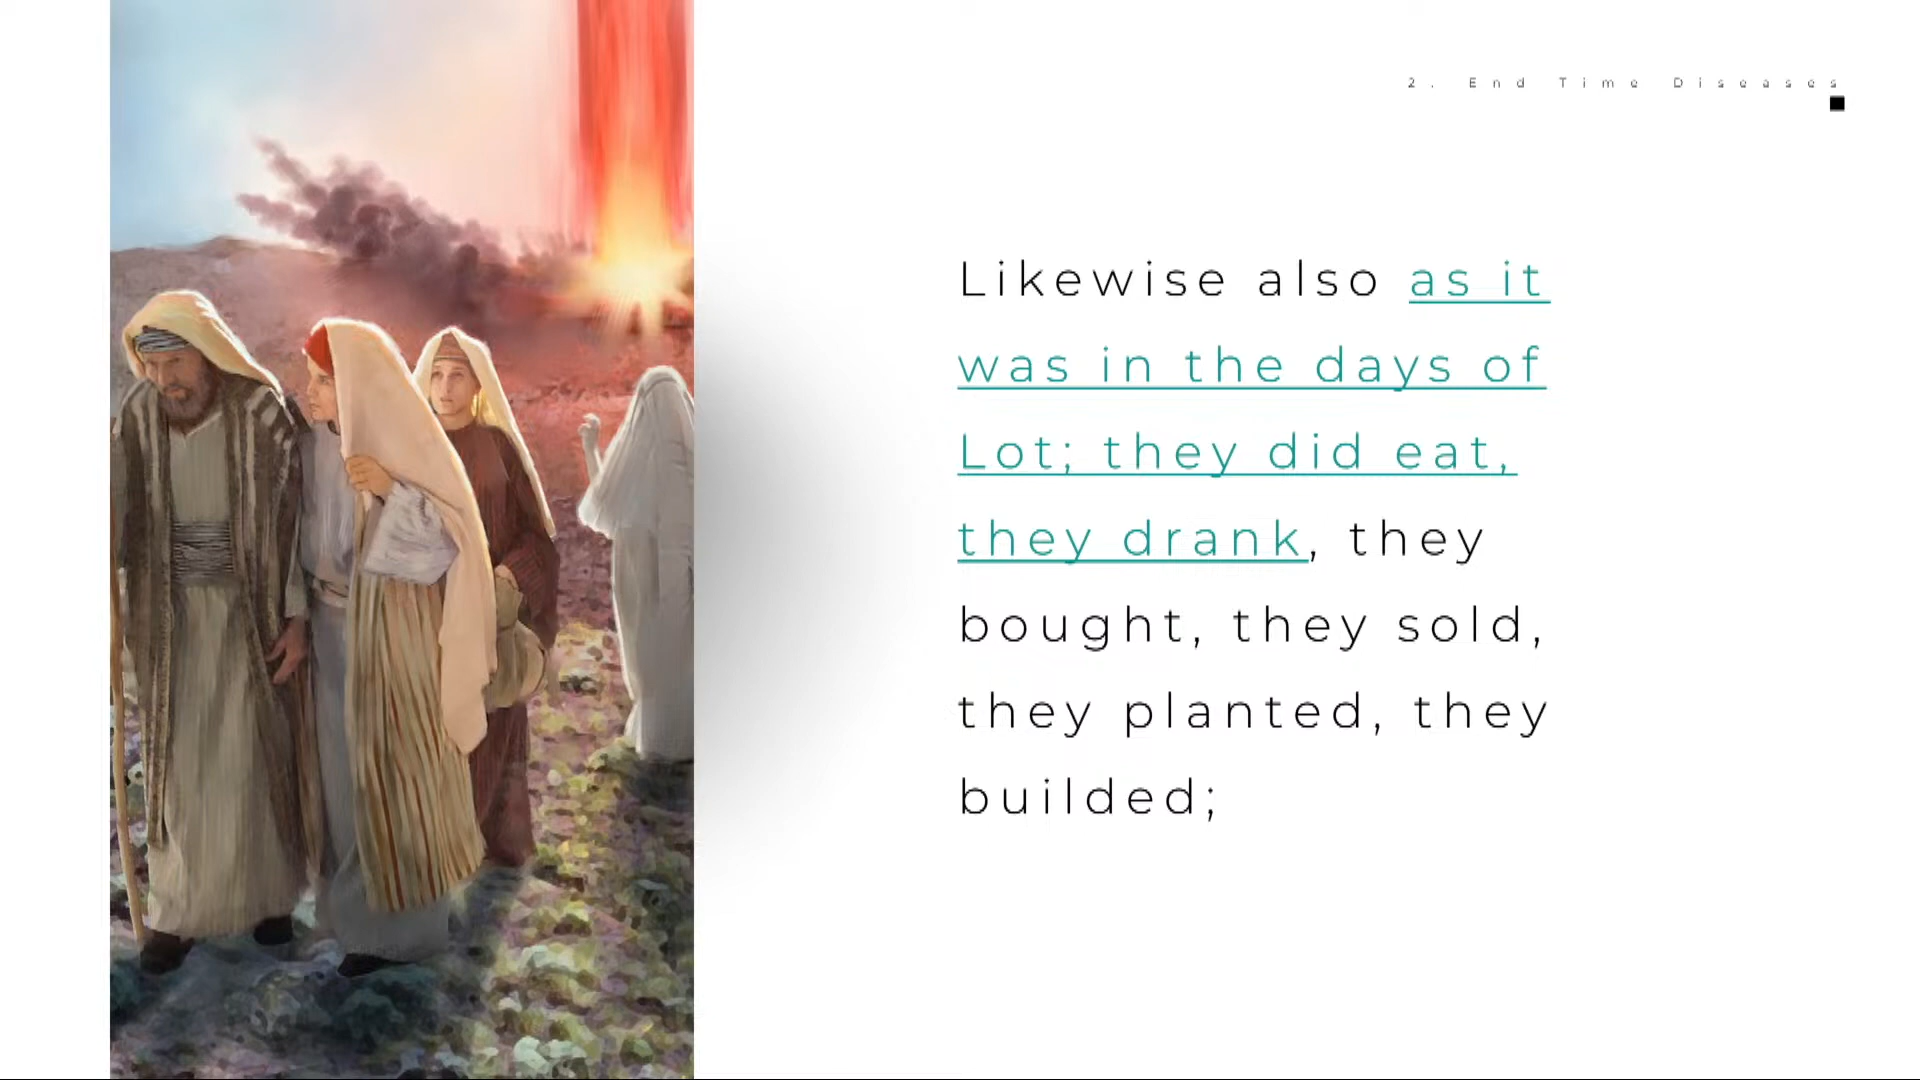 2. End Time Diseases
Likewise also as it
was in the days of
Lot; they did eat,
they drank, they
bought, they sold,
they planted, they
builded;